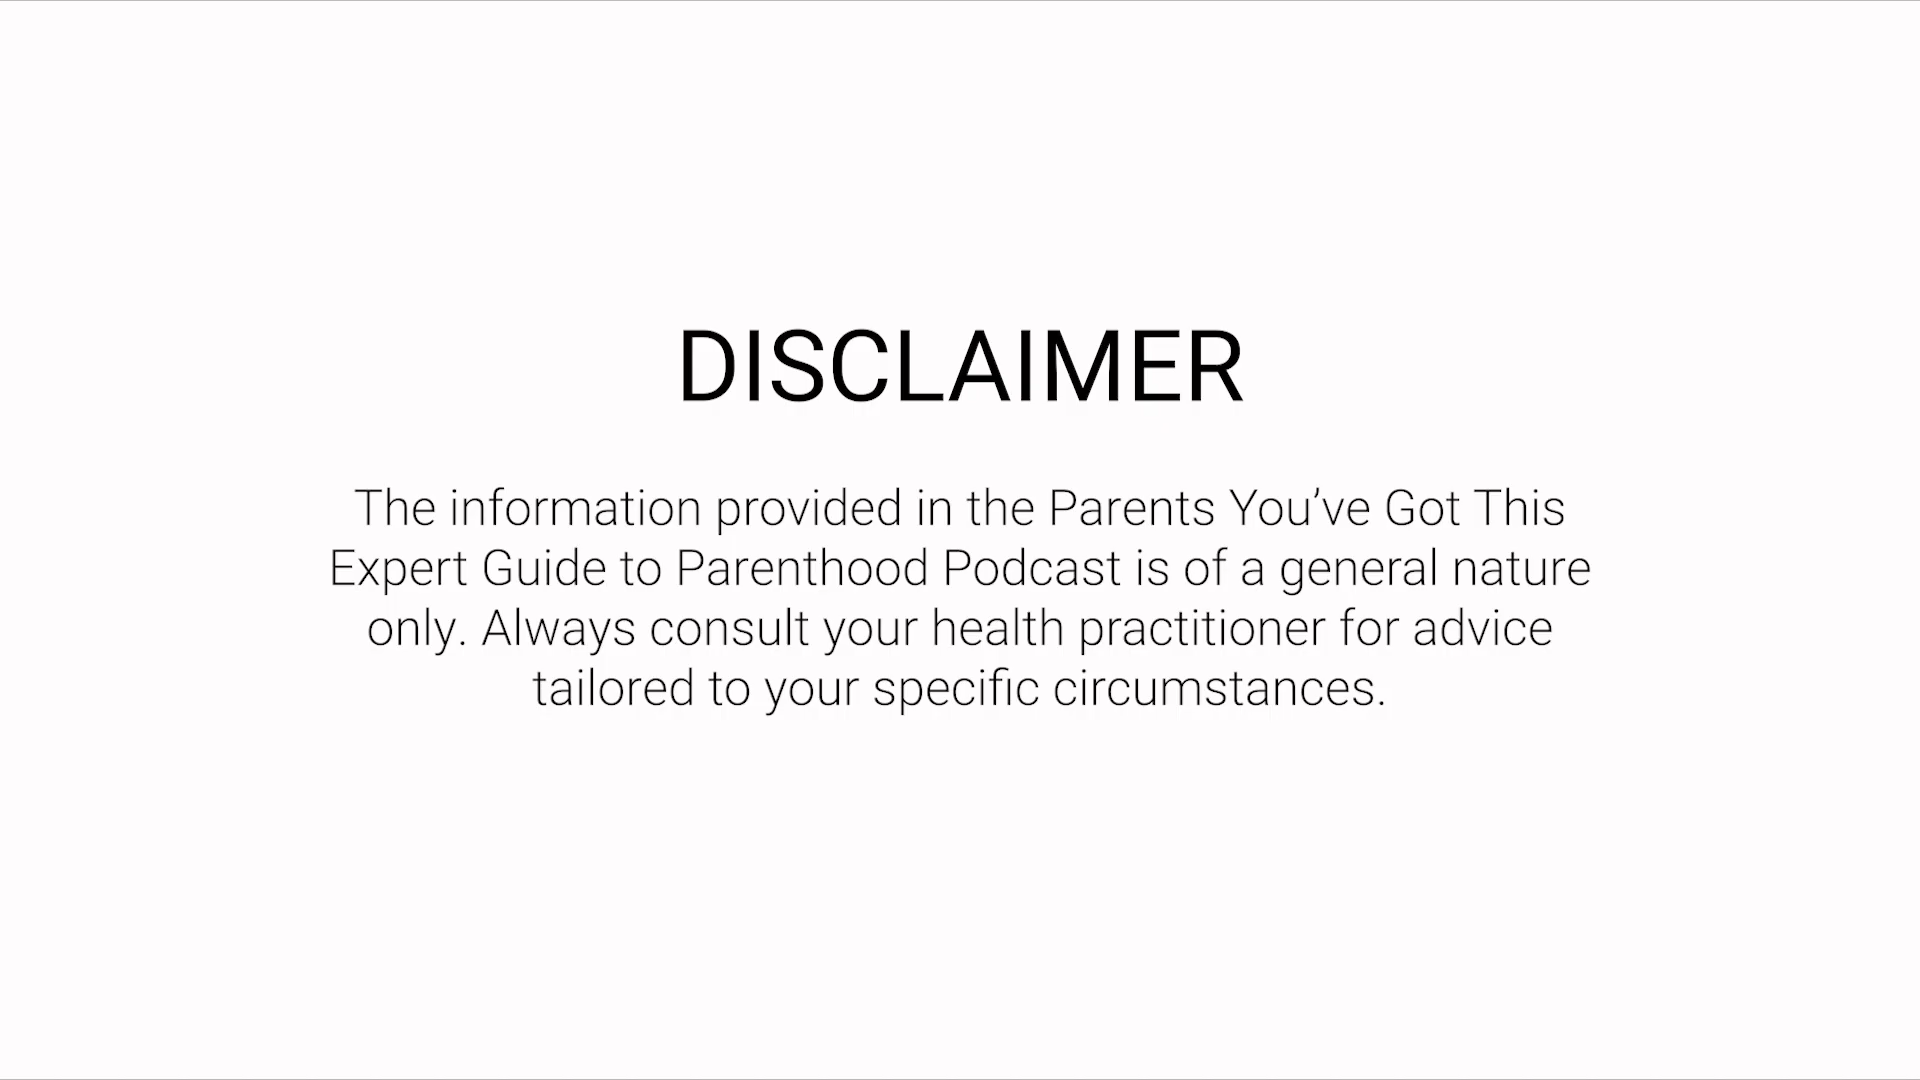 DISCLAIMER
The information provided in the Parents You’ve Got This
Expert Guide to Parenthood Podcast is of a general nature
only. Always consult your health practitioner for advice
tailored to your specific circumstances.